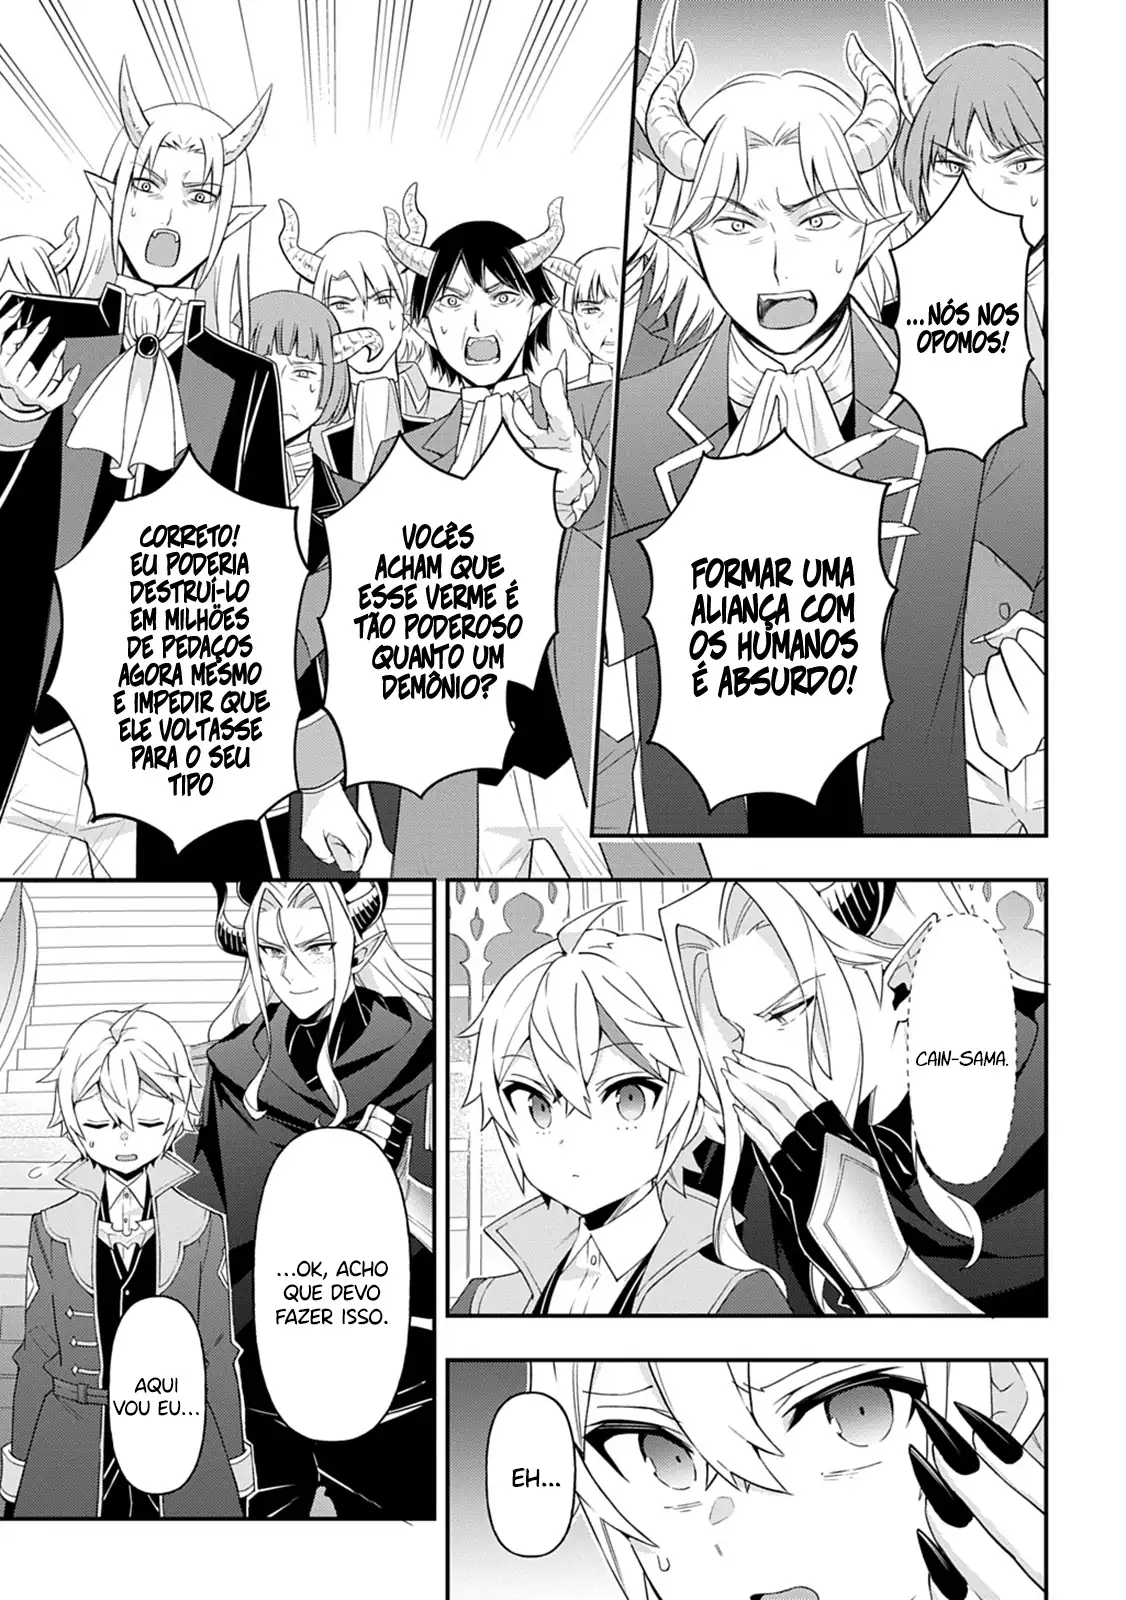 ...NÓS NOS
OPOMOS!
FORMAR UMA
ALIANÇA COM
OS HUMANOS
É ABSURDO!
VOCÊS
ACHAM QUE
ESSE VERME É
TÃO PODEROSO
QUANTO UM
DEMÔNIO?
CORRETO!
EU PODERIA
DESTRUÍ-LO
EM MILHÖES
DE PEDAÇOS
AGORA MESMO
E IMPEDIR QUE
ELE VOLTASSE
PARA O SEU
TIPO
CAIN-SAMA.
EH...
...OK, ACHO
QUE DEVO
FAZER ISSO.
AQUI
VOU EU...